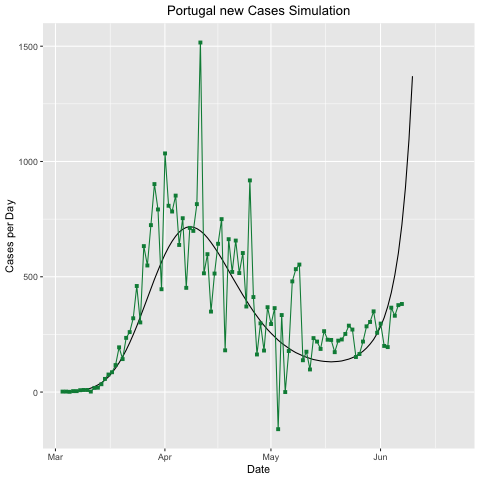 Portugal new Cases Simulation
1500
1000
500
0
Cases per Day
Mar Apr May Jun
Date